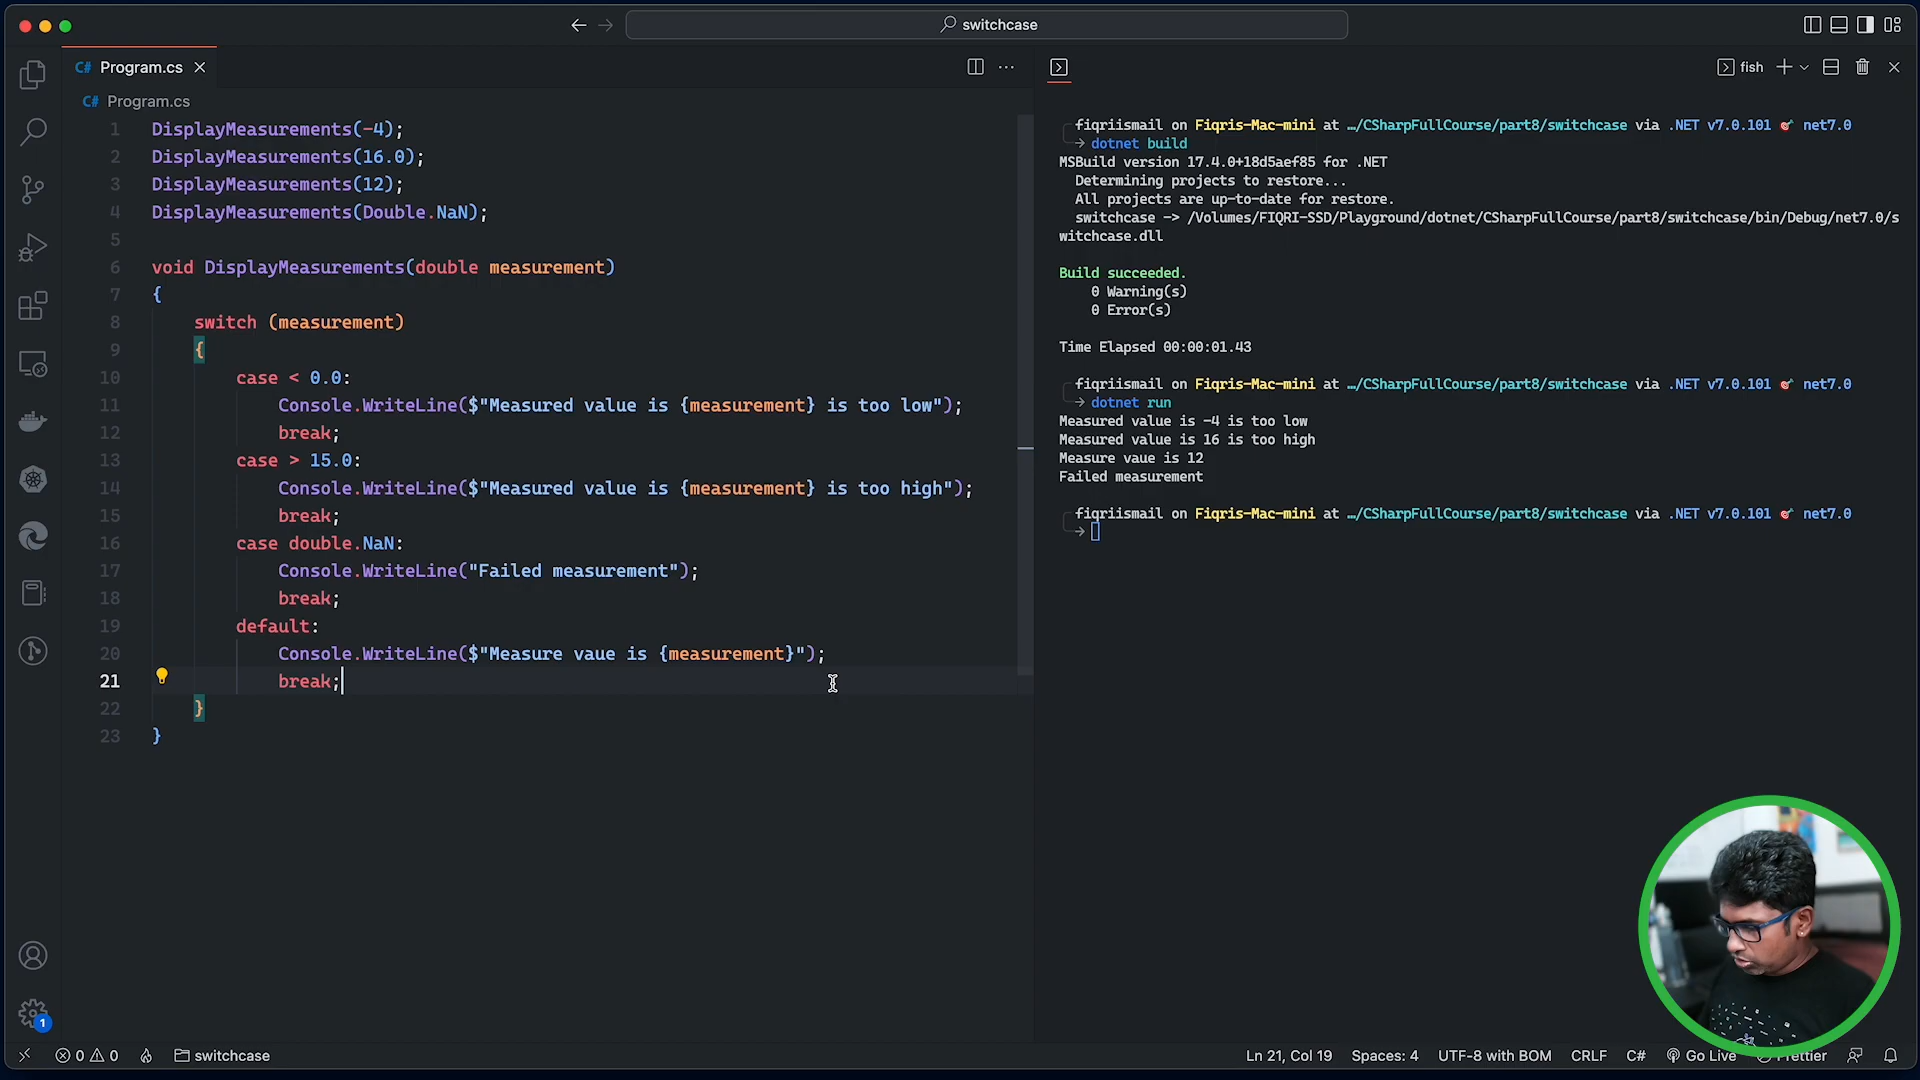 switchcase
C# Program.cs
fish
C# Program.cs
1 DisplayMeasurements(-4);
2 DisplayMeasurements(16.0);
3 DisplayMeasurements(12);
4 DisplayMeasurements(Double.NaN);
5
6 void DisplayMeasurements(double measurement)
7 {
8 switch (measurement)
9 {
10 case < 0.0:
11 Console.WriteLine($"Measured value is {measurement} is too low");
12 break;
13 case > 15.0:
14 Console.WriteLine($"Measured value is {measurement} is too high");
15 break;
16 case double.NaN:
17 Console.WriteLine("Failed measurement");
18 break;
19 default:
20 Console.WriteLine($"Measure vaue is {measurement}");
21 break;
22 }
23 }
fiqriismail on Fiqris-Mac-mini at …/CSharpFullCourse/part8/switchcase via .NET v7.0.101 🎯 net7.0
→ dotnet build
MSBuild version 17.4.0+18d5aef85 for .NET
Determining projects to restore...
All projects are up-to-date for restore.
switchcase -> /Volumes/FIQRI-SSD/Playground/dotnet/CSharpFullCourse/part8/switchcase/bin/Debug/net7.0/s
witchcase.dll
Build succeeded.
0 Warning(s)
0 Error(s)
Time Elapsed 00:00:01.43
fiqriismail on Fiqris-Mac-mini at …/CSharpFullCourse/part8/switchcase via .NET v7.0.101 🎯 net7.0
→ dotnet run
Measured value is -4 is too low
Measured value is 16 is too high
Measure vaue is 12
Failed measurement
fiqriismail on Fiqris-Mac-mini at …/CSharpFullCourse/part8/switchcase via .NET v7.0.101 🎯 net7.0
→
1
0 0 switchcase Ln 21, Col 19 Spaces: 4 UTF-8 with BOM CRLF C# Go Live